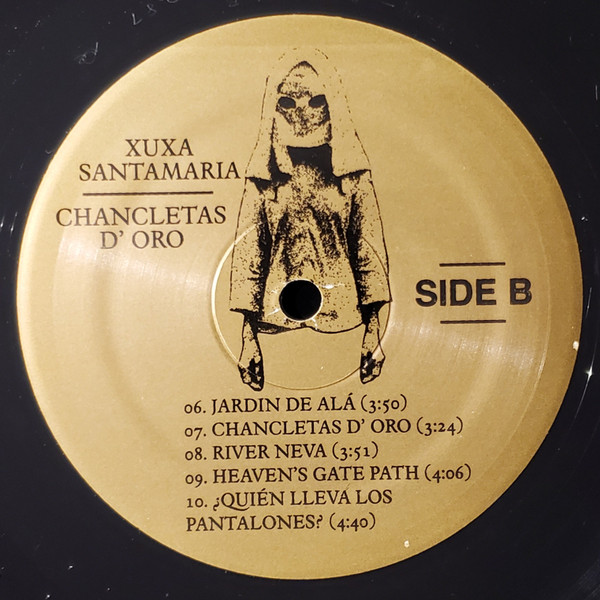 XUXA
SANTAMARIA
CHANCLETAS
D' ORO
SIDE B
06. JARDIN DE ALÁ (3:50)
07. CHANCLETAS D' ORO (3:24)
08. RIVER NEVA (3:51)
09. HEAVEN'S GATE PATH (4:06)
10. ¿QUIÉN LLEVA LOS
PANTALONES? (4:40)